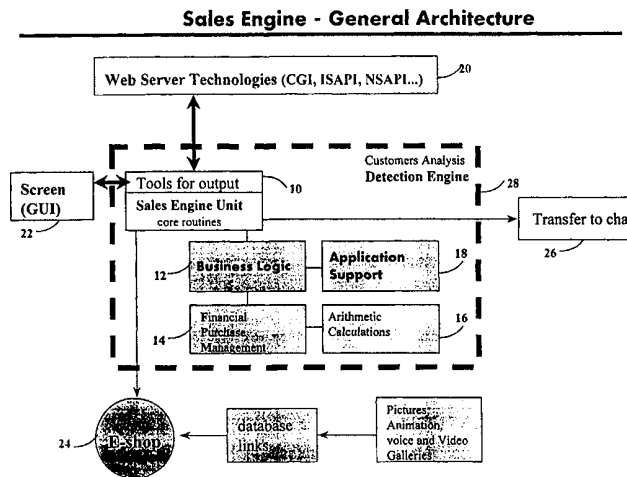 Sales Engine - General Architecture
Web Server Technologies (CGI, ISAPI, NSAPI...)
20
Customers Analysis
Detection Engine
28
Screen
(GUI)
22
Tools for output
10
Sales Engine Unit
core routines
Transfer to cha
26
12
Business Logic
Application
Support
18
14
Financial
Purchase
Management
Arithmetic
Calculations
16
24
E-shop
database
links
Pictures,
Animation,
voice and Video
Galleries